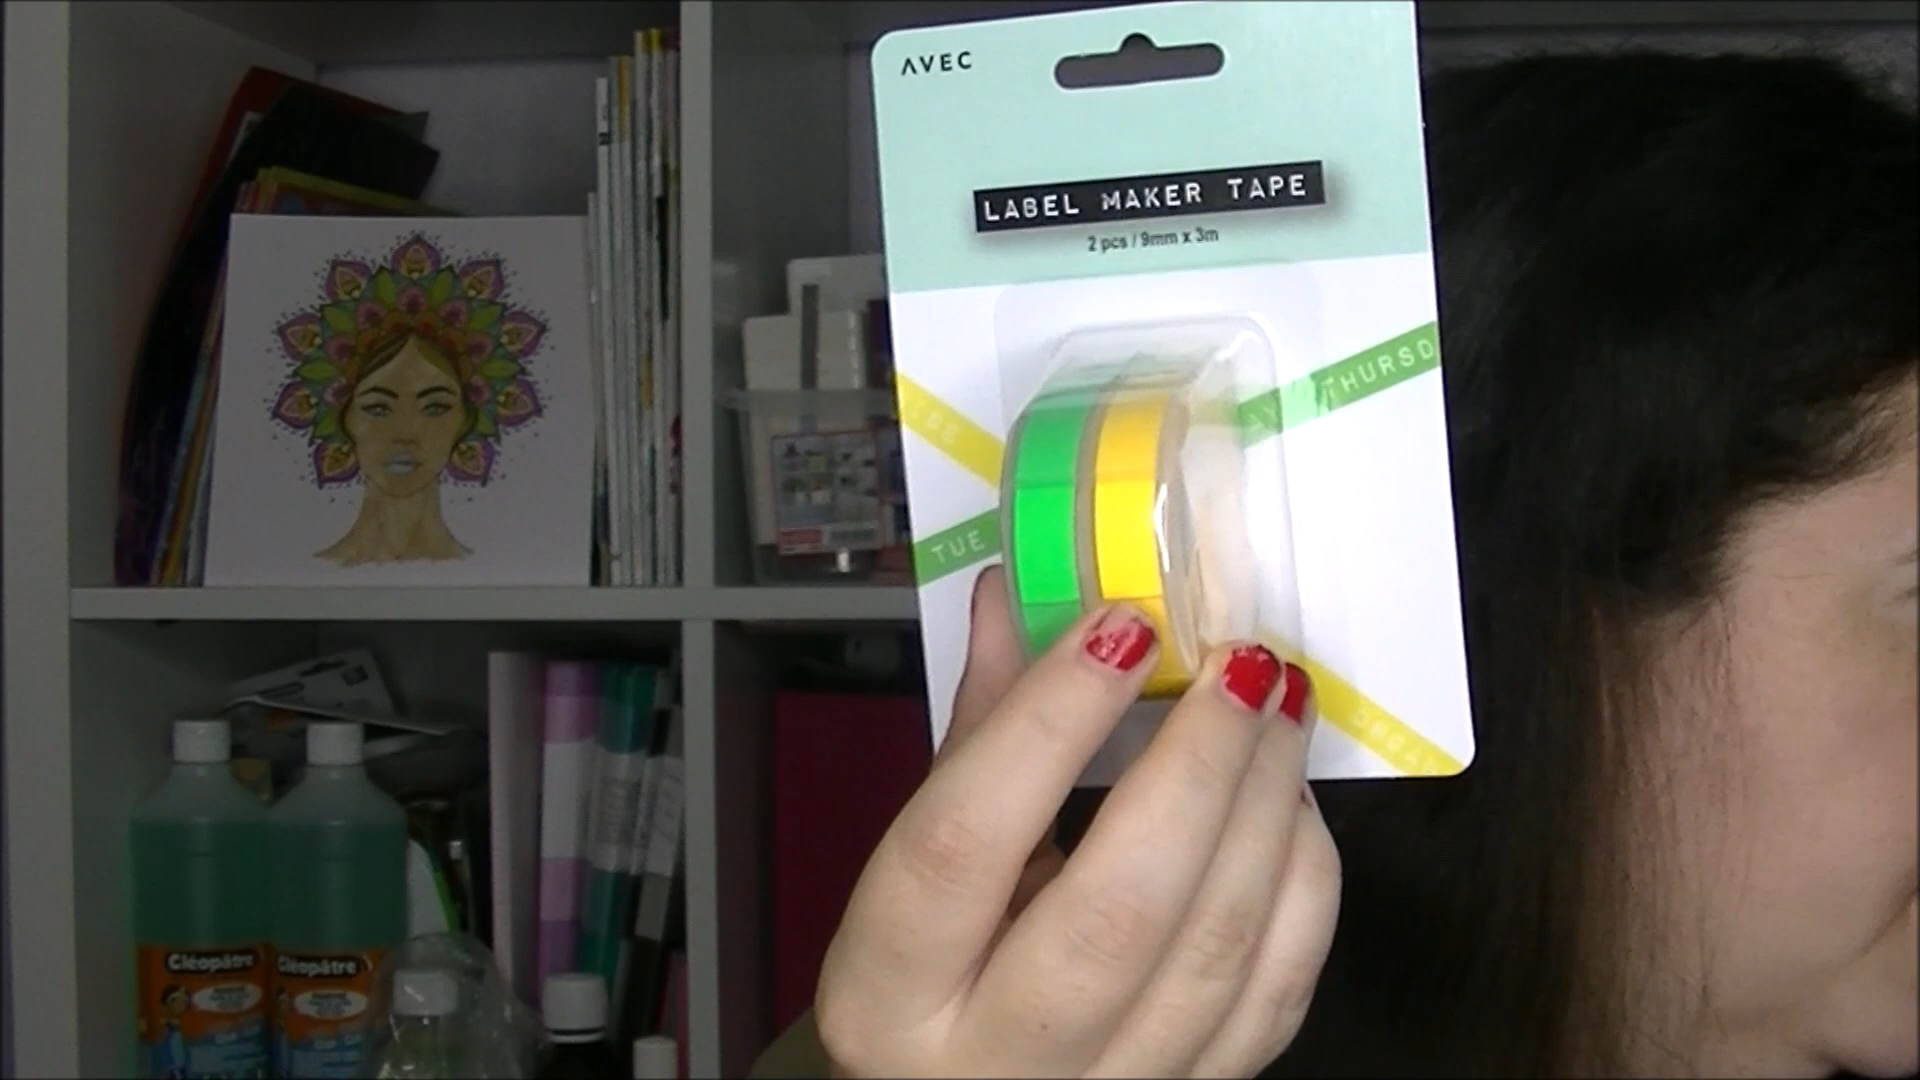 AVEC
LABEL MAKER TAPE
2 pcs / 9mm x 3m
THURSD
TUE
Cléopâtre
Cléopâtre